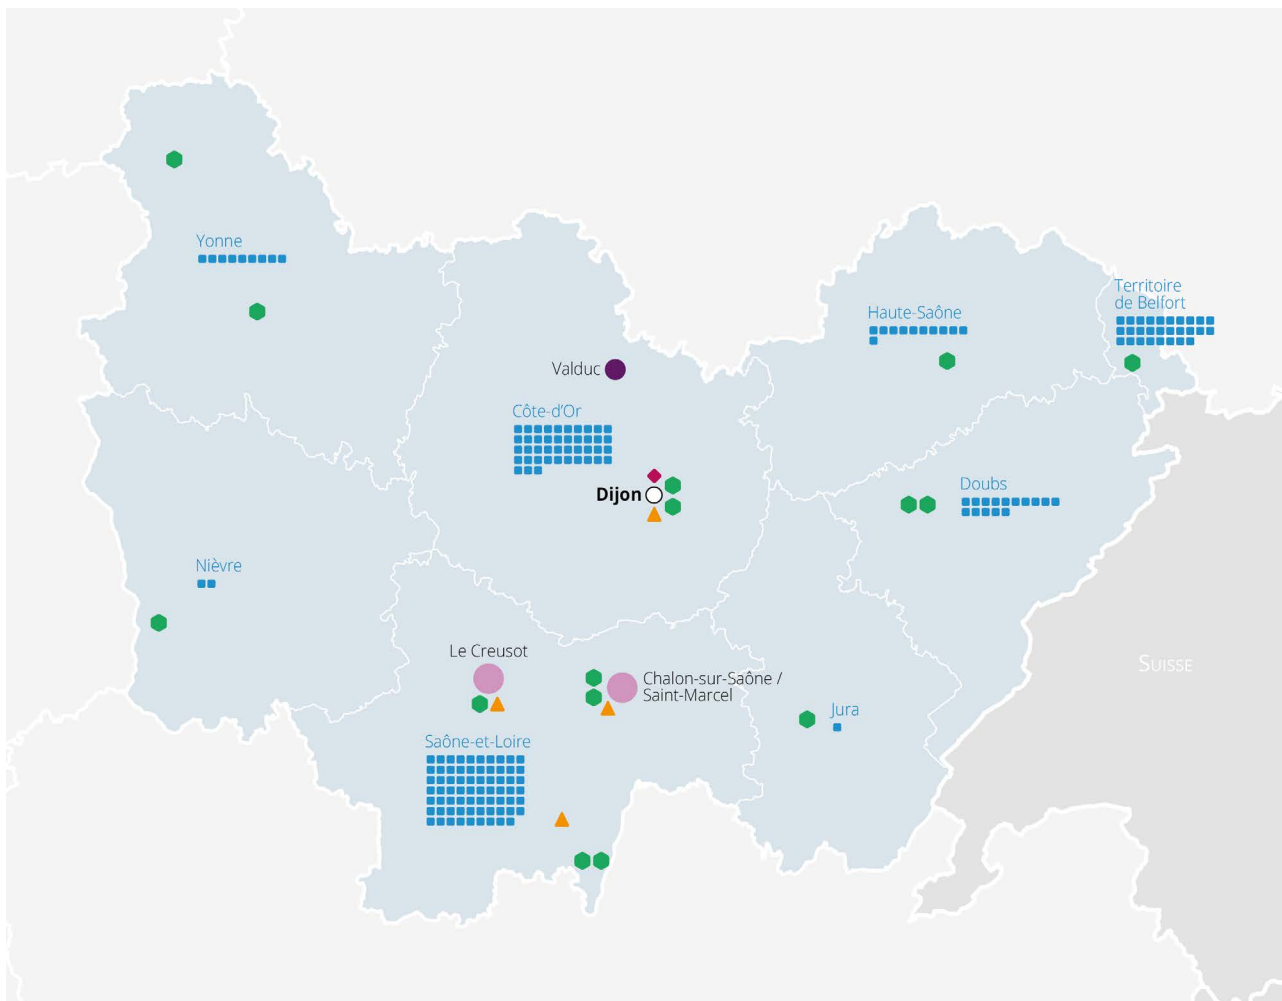 Yonne
Territoire
de Belfort
Haute-Saône
Valduc
Côte-d'Or
Doubs
Dijon
Nièvre
Le Creusot
Suisse
Chalon-sur-Saône /
Saint-Marcel
Jura
Saône-et-Loire